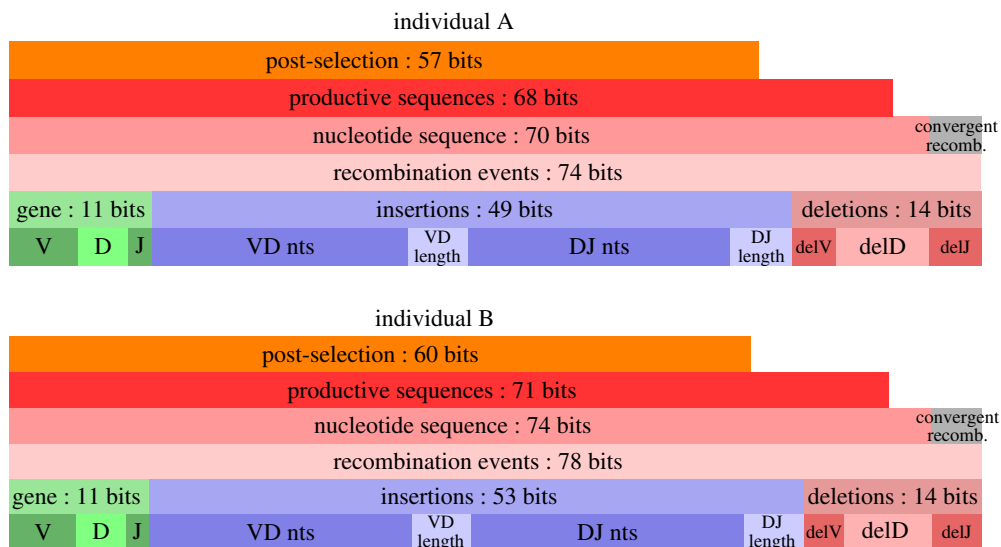 individual A
post-selection : 57 bits
productive sequences : 68 bits
nucleotide sequence : 70 bits
convergent
recomb.
recombination events : 74 bits
gene : 11 bits insertions : 49 bits deletions : 14 bits
V D J VD nts VD length DJ nts DJ length delV delD delJ
individual B
post-selection : 60 bits
productive sequences : 71 bits
nucleotide sequence : 74 bits
convergent
recomb.
recombination events : 78 bits
gene : 11 bits insertions : 53 bits deletions : 14 bits
V D J VD nts VD length DJ nts DJ length delV delD delJ